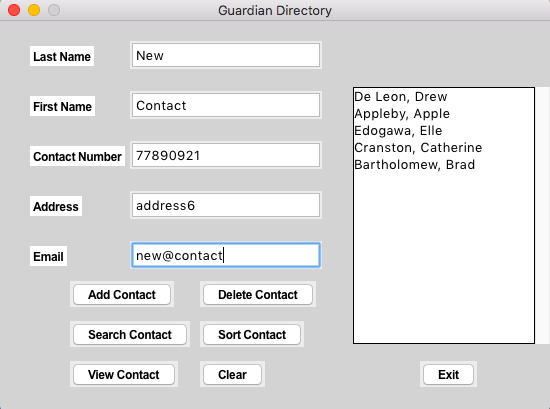 Guardian Directory
Last Name
New
First Name
Contact
Contact Number
77890921
Address
address6
Email
new@contact
De Leon, Drew
Appleby, Apple
Edogawa, Elle
Cranston, Catherine
Bartholomew, Brad
Add Contact
Delete Contact
Search Contact
Sort Contact
View Contact
Clear
Exit